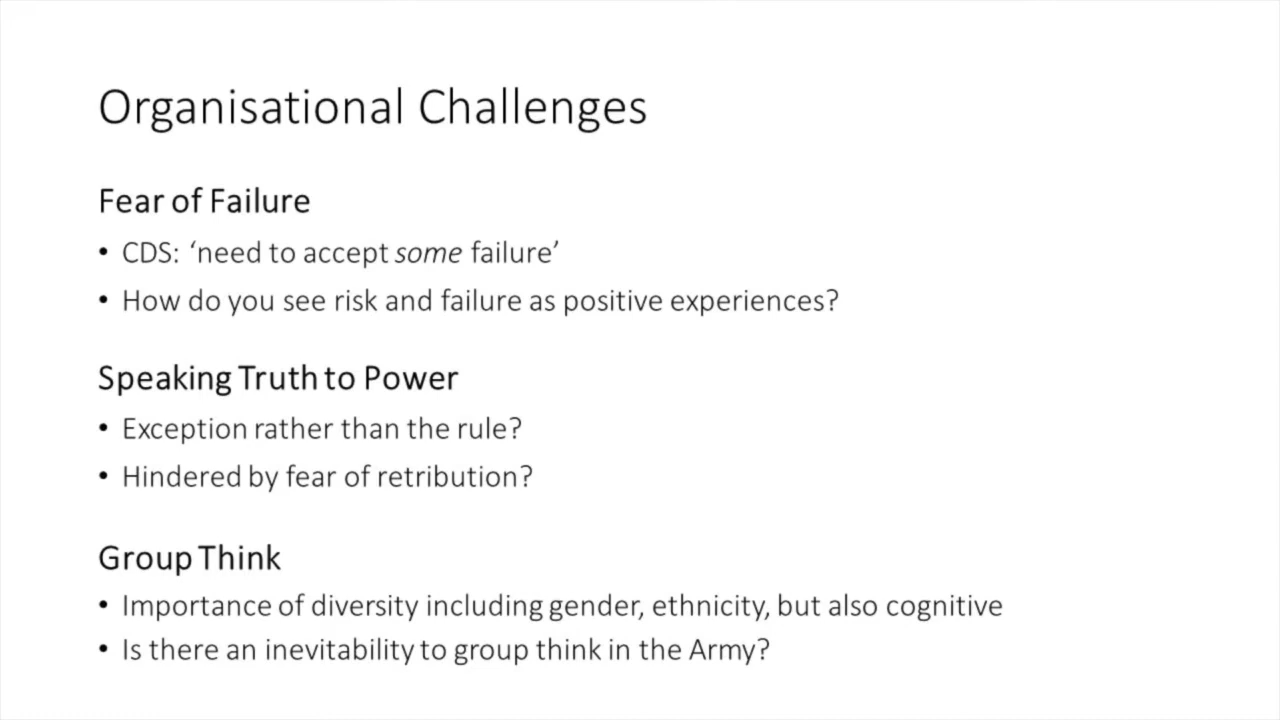 Organisational Challenges
Fear of Failure
• CDS: ‘need to accept some failure’
• How do you see risk and failure as positive experiences?
Speaking Truth to Power
• Exception rather than the rule?
• Hindered by fear of retribution?
Group Think
• Importance of diversity including gender, ethnicity, but also cognitive
• Is there an inevitability to group think in the Army?